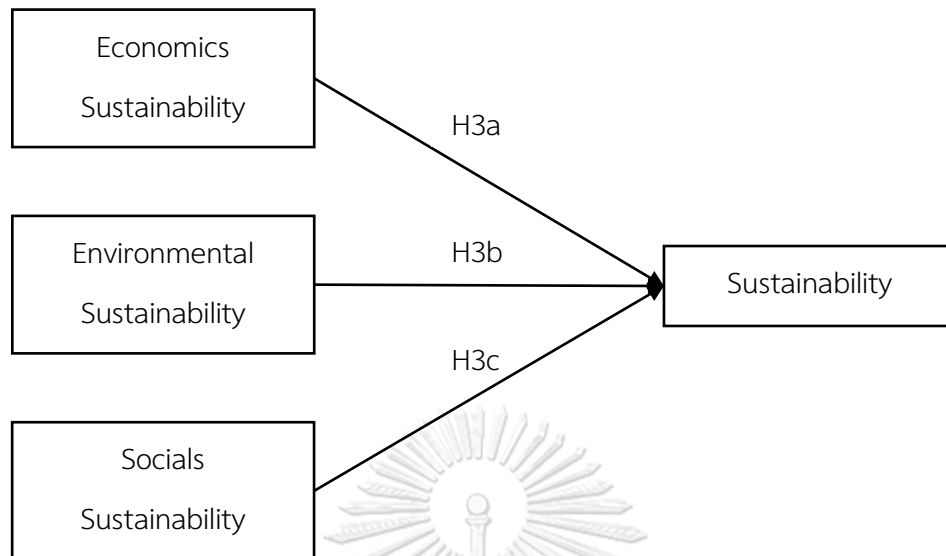 Economics
Sustainability
H3a
Environmental
Sustainability
H3b
Sustainability
H3c
Socials
Sustainability